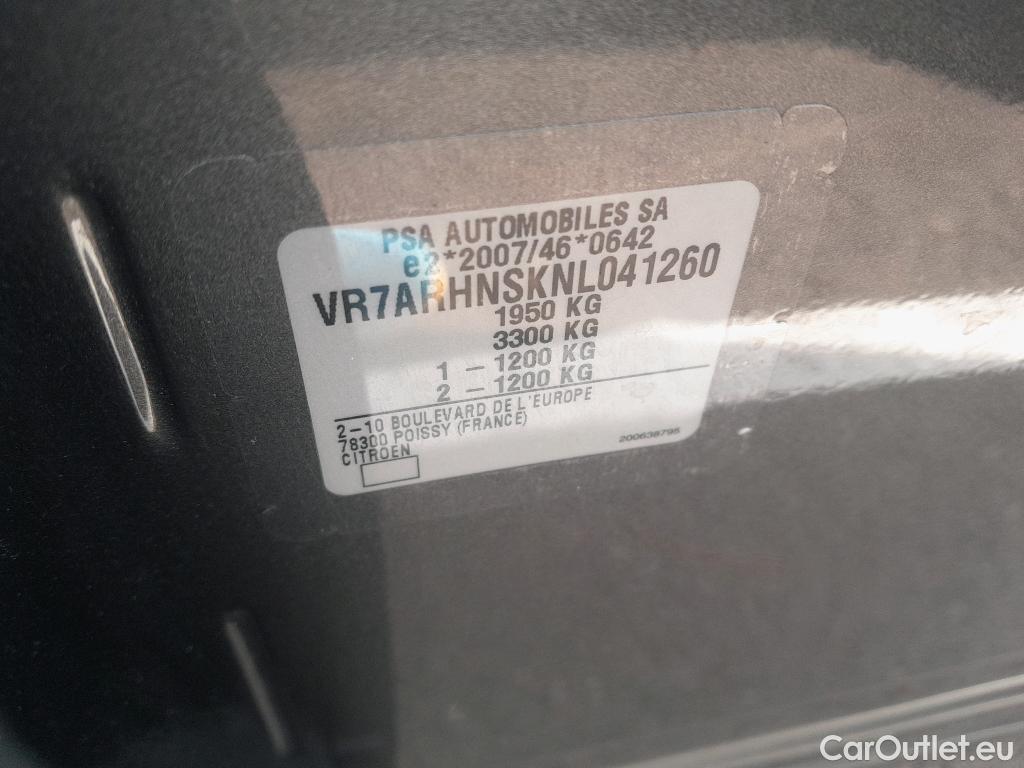 PSA AUTOMOBILES SA
e2*2007/46*0642
VR7ARHNSKNL041260
1950 KG
3300 KG
1 - 1200 KG
2 - 1200 KG
2-10 BOULEVARD DE L'EUROPE
78300 POISSY (FRANCE)
CITROEN
200638795
CarOutlet.eu